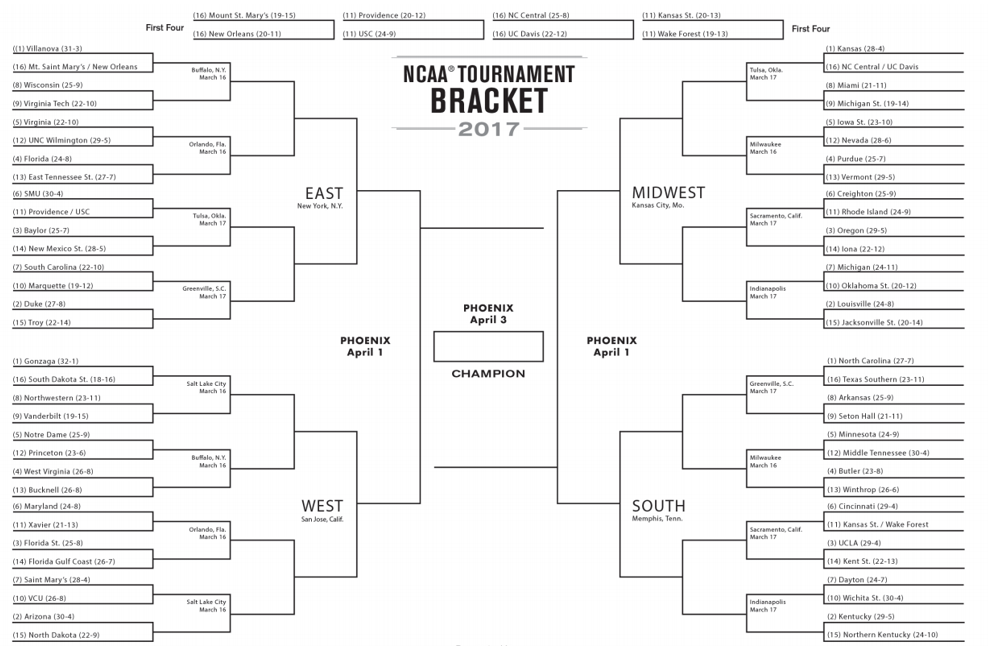 First Four
(16) Mount St. Mary's (19-15)
(16) New Orleans (20-11)
(11) Providence (20-12)
(11) USC (24-9)
(16) NC Central (25-8)
(16) UC Davis (22-12)
(11) Kansas St. (20-13)
(11) Wake Forest (19-13)
First Four
NCAA® TOURNAMENT
BRACKET
2017
((1) Villanova (31-3)
(16) Mt. Saint Mary's / New Orleans
(8) Wisconsin (25-9)
(9) Virginia Tech (22-10)
(5) Virginia (22-10)
(12) UNC Wilmington (29-5)
(4) Florida (24-8)
(13) East Tennessee St. (27-7)
(6) SMU (30-4)
(11) Providence / USC
(3) Baylor (25-7)
(14) New Mexico St. (28-5)
(7) South Carolina (22-10)
(10) Marquette (19-12)
(2) Duke (27-8)
(15) Troy (22-14)
Buffalo, N.Y.
March 16
Orlando, Fla.
March 16
Tulsa, Okla.
March 17
Greenville, S.C.
March 17
EAST
New York, N.Y.
(1) Gonzaga (32-1)
(16) South Dakota St. (18-16)
(8) Northwestern (23-11)
(9) Vanderbilt (19-15)
(5) Notre Dame (25-9)
(12) Princeton (23-6)
(4) West Virginia (26-8)
(13) Bucknell (26-8)
(6) Maryland (24-8)
(11) Xavier (21-13)
(3) Florida St. (25-8)
(14) Florida Gulf Coast (26-7)
(7) Saint Mary's (28-4)
(10) VCU (26-8)
(2) Arizona (30-4)
(15) North Dakota (22-9)
Salt Lake City
March 16
Buffalo, N.Y.
March 16
Orlando, Fla.
March 16
Salt Lake City
March 16
WEST
San Jose, Calif.
PHOENIX
April 1
PHOENIX
April 3
CHAMPION
PHOENIX
April 1
MIDWEST
Kansas City, Mo.
Tulsa, Okla.
March 17
Milwaukee
March 16
Sacramento, Calif.
March 17
Indianapolis
March 17
(1) Kansas (28-4)
(16) NC Central / UC Davis
(8) Miami (21-11)
(9) Michigan St. (19-14)
(5) Iowa St. (23-10)
(12) Nevada (28-6)
(4) Purdue (25-7)
(13) Vermont (29-5)
(6) Creighton (25-9)
(11) Rhode Island (24-9)
(3) Oregon (29-5)
(14) Iona (22-12)
(7) Michigan (24-11)
(10) Oklahoma St. (20-12)
(2) Louisville (24-8)
(15) Jacksonville St. (20-14)
SOUTH
Memphis, Tenn.
Greenville, S.C.
March 17
Milwaukee
March 16
Sacramento, Calif.
March 17
Indianapolis
March 17
(1) North Carolina (27-7)
(16) Texas Southern (23-11)
(8) Arkansas (25-9)
(9) Seton Hall (21-11)
(5) Minnesota (24-9)
(12) Middle Tennessee (30-4)
(4) Butler (23-8)
(13) Winthrop (26-6)
(6) Cincinnati (29-4)
(11) Kansas St. / Wake Forest
(3) UCLA (29-4)
(14) Kent St. (22-13)
(7) Dayton (24-7)
(10) Wichita St. (30-4)
(2) Kentucky (29-5)
(15) Northern Kentucky (24-10)